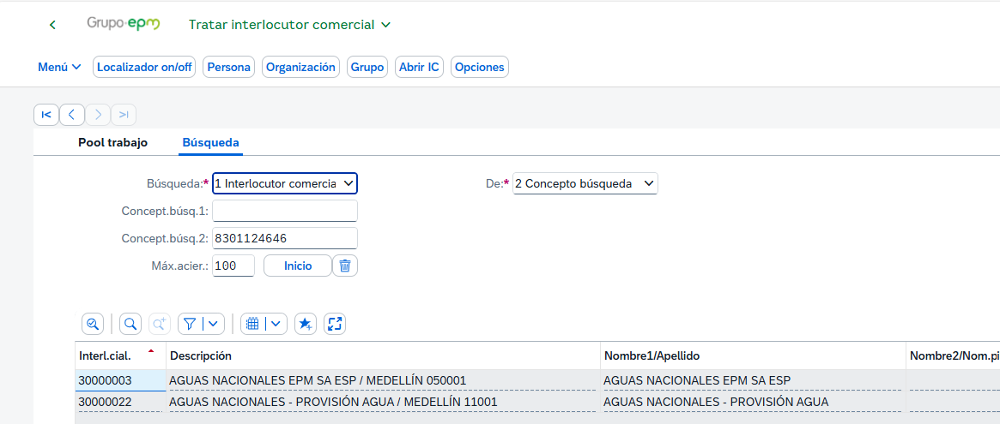 Grupo·epm Tratar interlocutor comercial
Menú Localizador on/off Persona Organización Grupo Abrir IC Opciones
Pool trabajo Búsqueda
Búsqueda:* 1 Interlocutor comercia De:* 2 Concepto búsqueda
Concept.búsq.1:
Concept.búsq.2: 8301124646
Máx.acier.: 100 Inicio
Interl.cial. Descripción Nombre1/Apellido Nombre2/Nom.pi
30000003 AGUAS NACIONALES EPM SA ESP / MEDELLÍN 050001 AGUAS NACIONALES EPM SA ESP
30000022 AGUAS NACIONALES - PROVISIÓN AGUA / MEDELLÍN 11001 AGUAS NACIONALES - PROVISIÓN AGUA